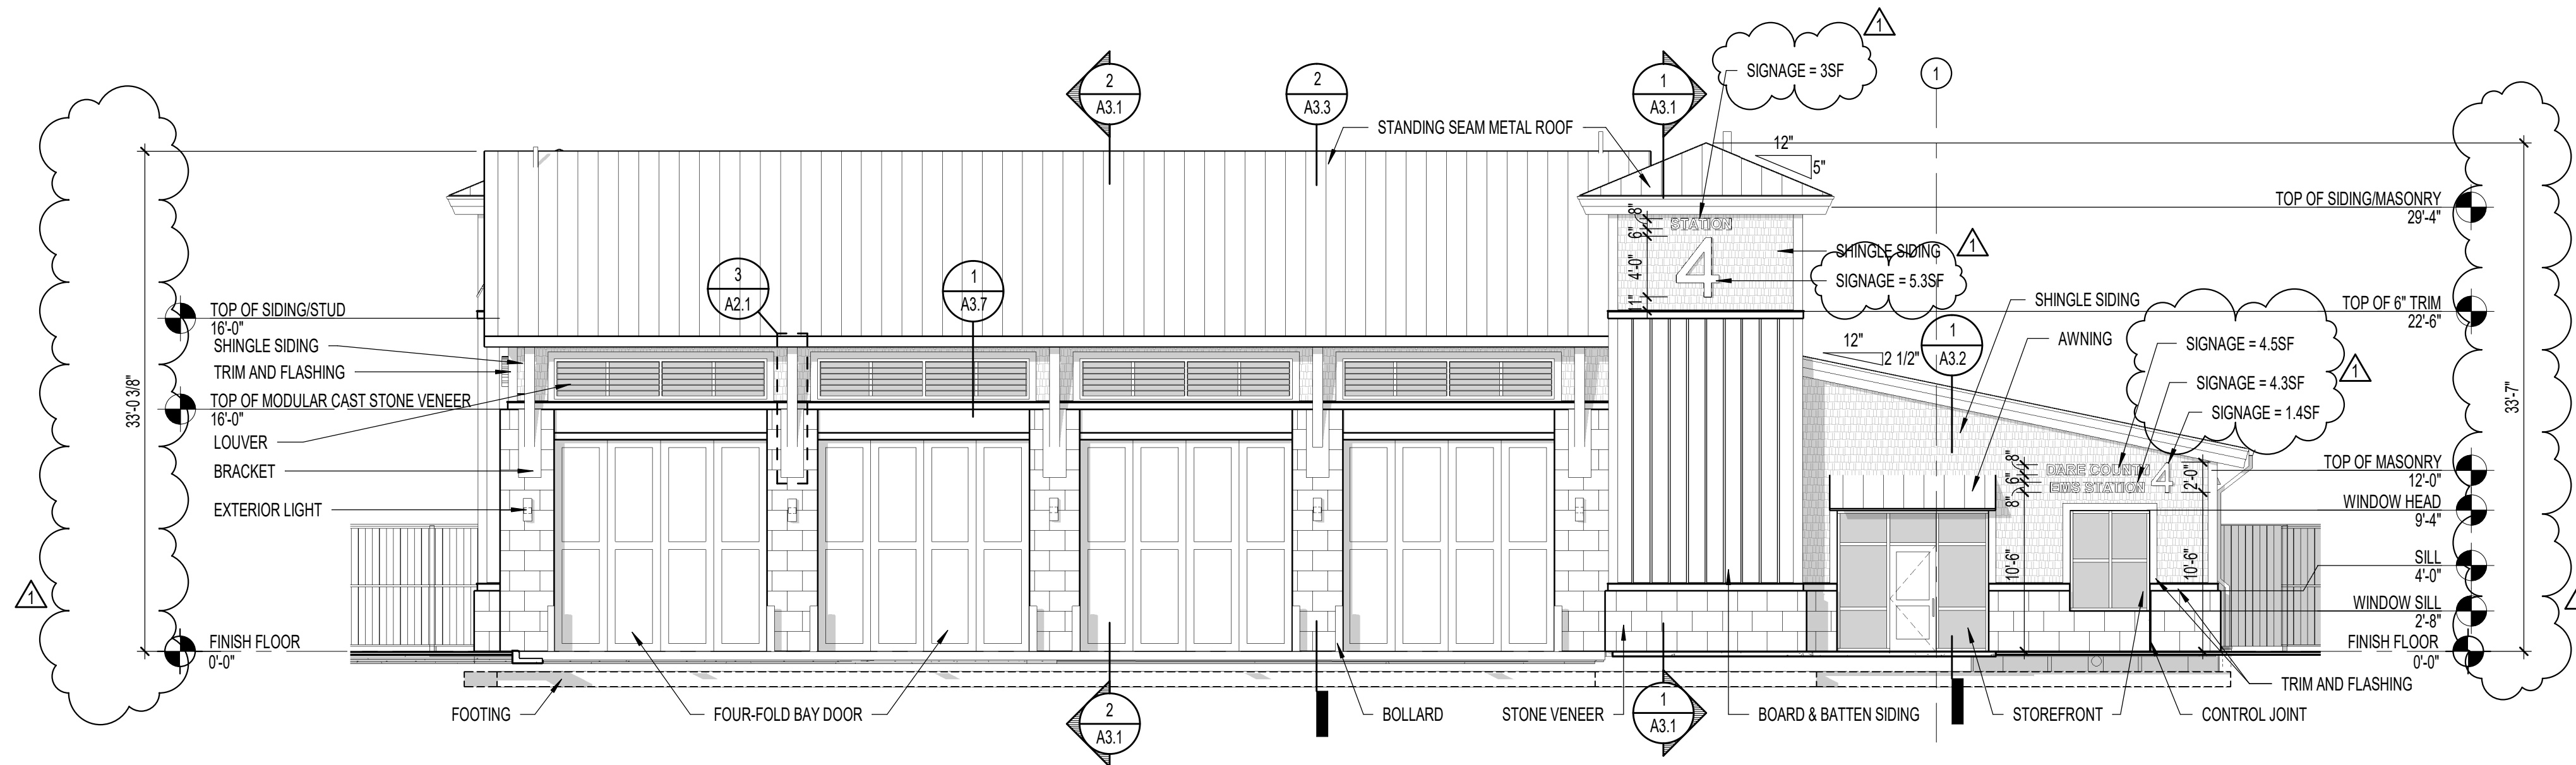 1
SIGNAGE = 3SF
1
2
A3.1
2
A3.3
1
A3.1
STANDING SEAM METAL ROOF
12"
5"
TOP OF SIDING/MASONRY
29'-4"
8"
6"
4'-0"
1"
STATION
4
SHINGLE SIDING
1
SIGNAGE = 5.3SF
3
A2.1
1
A3.7
TOP OF SIDING/STUD
16'-0"
SHINGLE SIDING
TRIM AND FLASHING
TOP OF MODULAR CAST STONE VENEER
16'-0"
LOUVER
BRACKET
EXTERIOR LIGHT
33'-0 3/8"
1
FINISH FLOOR
0'-0"
SHINGLE SIDING
AWNING
1
A3.2
12"
2 1/2"
SIGNAGE = 4.5SF
SIGNAGE = 4.3SF
SIGNAGE = 1.4SF
1
TOP OF 6" TRIM
22'-6"
33'-7"
DARE COUNTY
EMS STATION
4
8"
6"
8"
2'-0"
10'-6"
10'-6"
TOP OF MASONRY
12'-0"
WINDOW HEAD
9'-4"
SILL
4'-0"
WINDOW SILL
2'-8"
FINISH FLOOR
0'-0"
TRIM AND FLASHING
FOOTING
FOUR-FOLD BAY DOOR
2
A3.1
BOLLARD
STONE VENEER
1
A3.1
BOARD & BATTEN SIDING
STOREFRONT
CONTROL JOINT